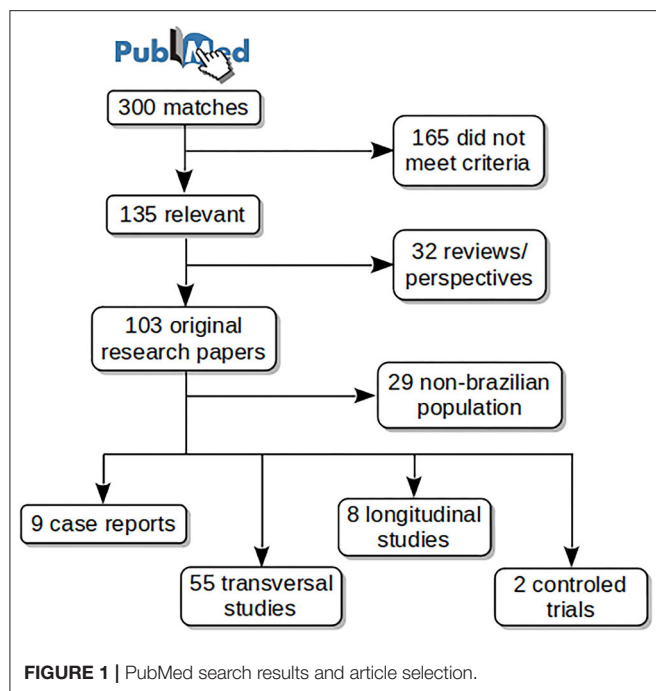 PubMed
300 matches
165 did not
meet criteria
135 relevant
32 reviews/
perspectives
103 original
research papers
29 non-brazilian
population
9 case reports
8 longitudinal
studies
55 transversal
studies
2 controled
trials
FIGURE 1 | PubMed search results and article selection.